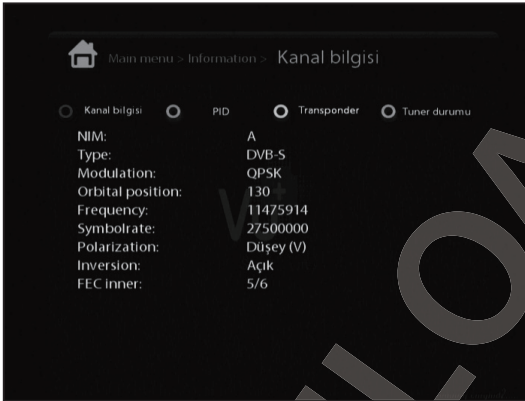 Main menu > Information > Kanal bilgisi
Kanal bilgisi PID Transponder Tuner durumu
NIM: A
Type: DVB-S
Modulation: QPSK
Orbital position: 130
Frequency: 11475914
Symbolrate: 27500000
Polarization: Düşey (V)
Inversion: Açık
FEC inner: 5/6